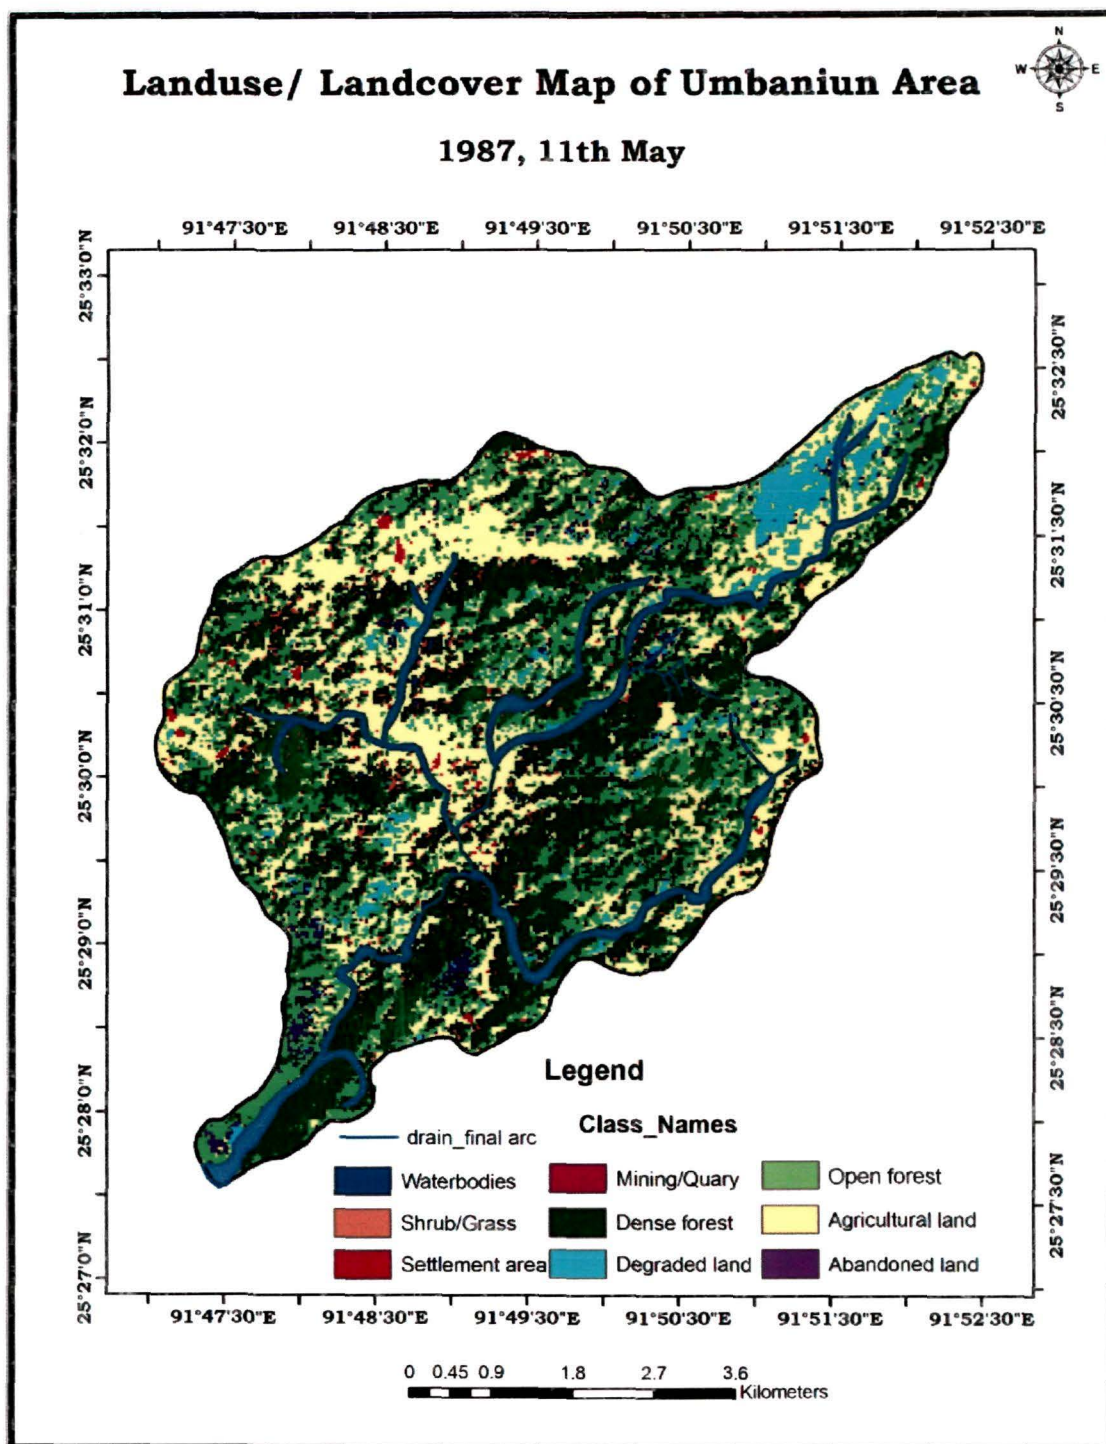 Landuse/ Landcover Map of Umbaniun Area
1987, 11th May
N
W E
S
91°47'30"E 91°48'30"E 91°49'30"E 91°50'30"E 91°51'30"E 91°52'30"E
25°33'0"N
25°32'0"N
25°31'0"N
25°30'0"N
25°29'0"N
25°28'0"N
25°27'0"N
25°32'30"N
25°31'30"N
25°30'30"N
25°29'30"N
25°28'30"N
25°27'30"N
Legend
drain_final arc
Class_Names
Waterbodies Mining/Quary Open forest
Shrub/Grass Dense forest Agricultural land
Settlement area Degraded land Abandoned land
91°47'30"E 91°48'30"E 91°49'30"E 91°50'30"E 91°51'30"E 91°52'30"E
0 0.45 0.9 1.8 2.7 3.6
Kilometers